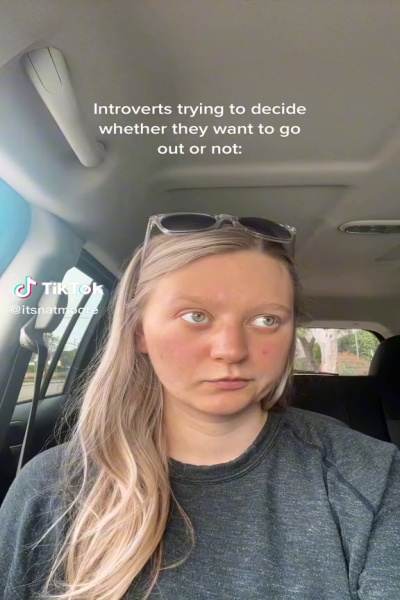 Introverts trying to decide
whether they want to go
out or not:
TikTok
@itsnatmoore